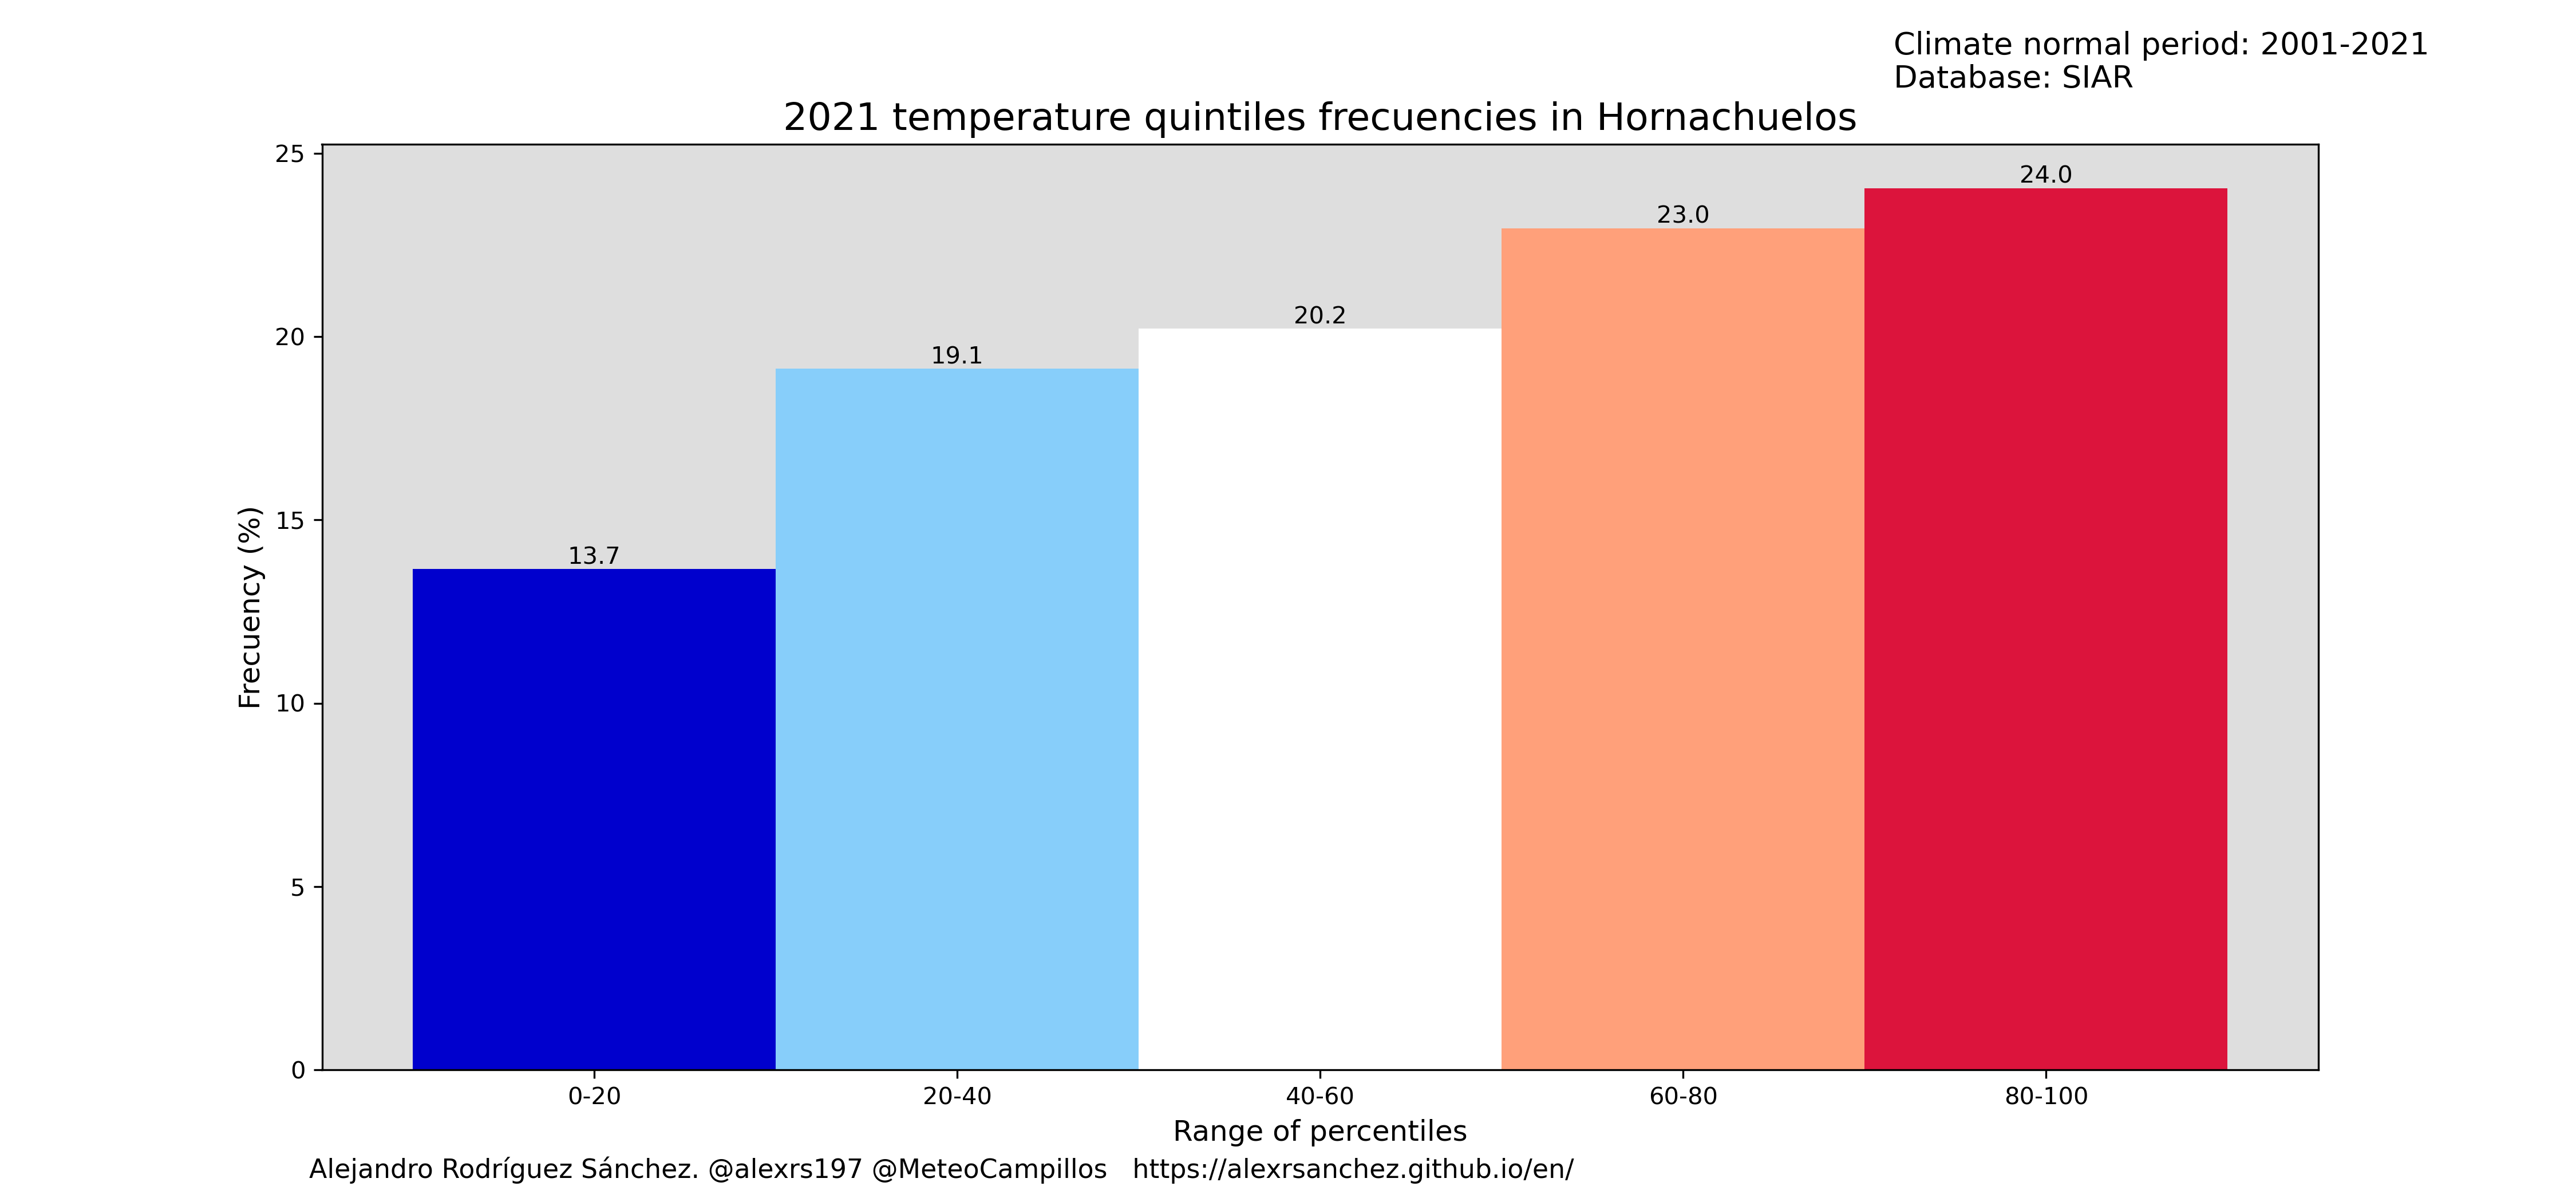 Climate normal period: 2001-2021
Database: SIAR
2021 temperature quintiles frecuencies in Hornachuelos
25
20
15
10
5
0
Frecuency (%)
13.7
19.1
20.2
23.0
24.0
0-20
20-40
40-60
60-80
80-100
Range of percentiles
Alejandro Rodríguez Sánchez. @alexrs197 @MeteoCampillos https://alexrsanchez.github.io/en/